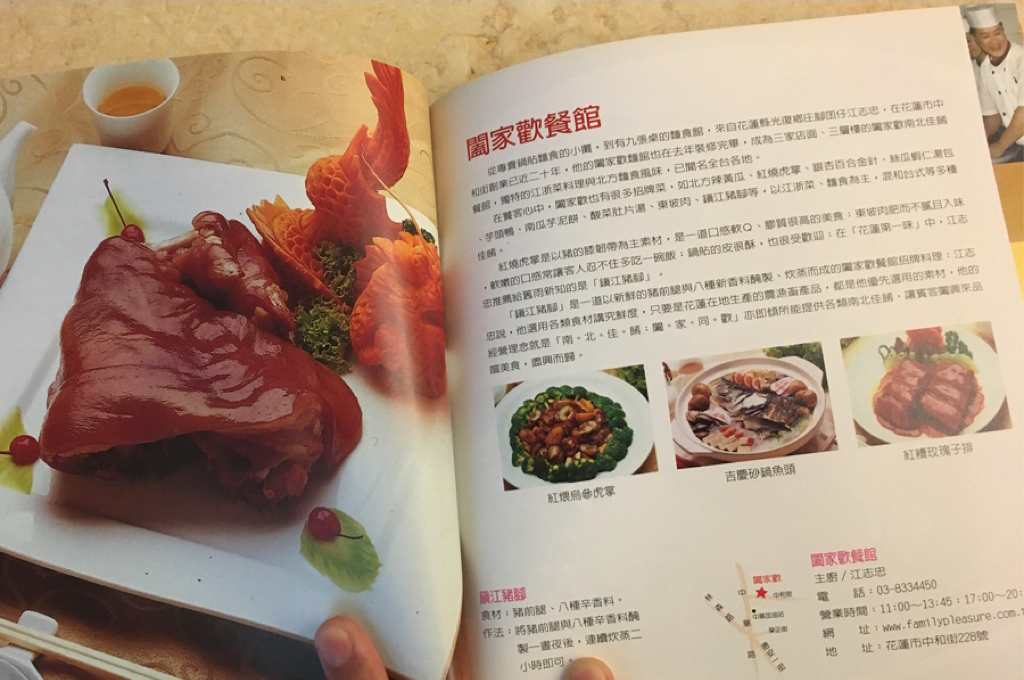 闔家歡餐館
從專賣鍋貼麵食的小攤，到有九張桌的麵食館，來自花蓮縣光復鄉庄腳囝仔江志忠，在花蓮市中
和街創業已近二十年，他的闔家歡麵館也在去年裝修完畢，成為三家店面、三層樓的闔家歡南北佳餚
餐館，獨特的江浙菜料理與北方麵食風味，已聞名全台各地。
在饕客心中，闔家歡也有很多招牌菜，如北方辣黃瓜、紅燒虎掌、銀杏百合金針、絲瓜蝦仁湯包
、芋頭鴨、南瓜芋泥餅、酸菜肚片湯、東坡肉、鎮江豬腳等，以江浙菜、麵食為主，混和台式等多種
佳餚。
紅燒虎掌是以豬的膝韌帶為主素材，是一道口感軟Ｑ、膠質很高的美食；東坡肉肥而不膩且入味
，軟嫩的口感常讓客人忍不住多吃一碗飯；鍋貼的皮很酥，也很受歡迎；在「花蓮第一味」中，江志
忠推薦給舊雨新知的是「鎮江豬腳」。
「鎮江豬腳」是一道以新鮮的豬前腿與八種新香料醃製、炊蒸而成的闔家歡餐館招牌料理；江志
忠說，他選用各類食材講究鮮度，只要是花蓮在地生產的農漁畜產品，都是他優先選用的素材，他的
經營理念就是「南。北。佳。餚。闔。家。同。歡」亦即傾所能提供各類南北佳餚，讓賓客闔興來品
嚐美食，盡興而歸。
紅煨烏參虎掌
吉慶砂鍋魚頭
紅糟玫瑰子排
鎮江豬腳
食材：豬前腿、八種辛香料。
作法：將豬前腿與八種辛香料醃
製一晝夜後，連續炊蒸二
小時即可。
闔家歡
中和街
中華加油站
中
華
路
闔家歡餐館
主廚／江志忠
電　　話：03-8334450
營業時間：11:00～13:45；17:00～20:
網　　址：www.familypleasure.com.
地　　址：花蓮市中和街228號